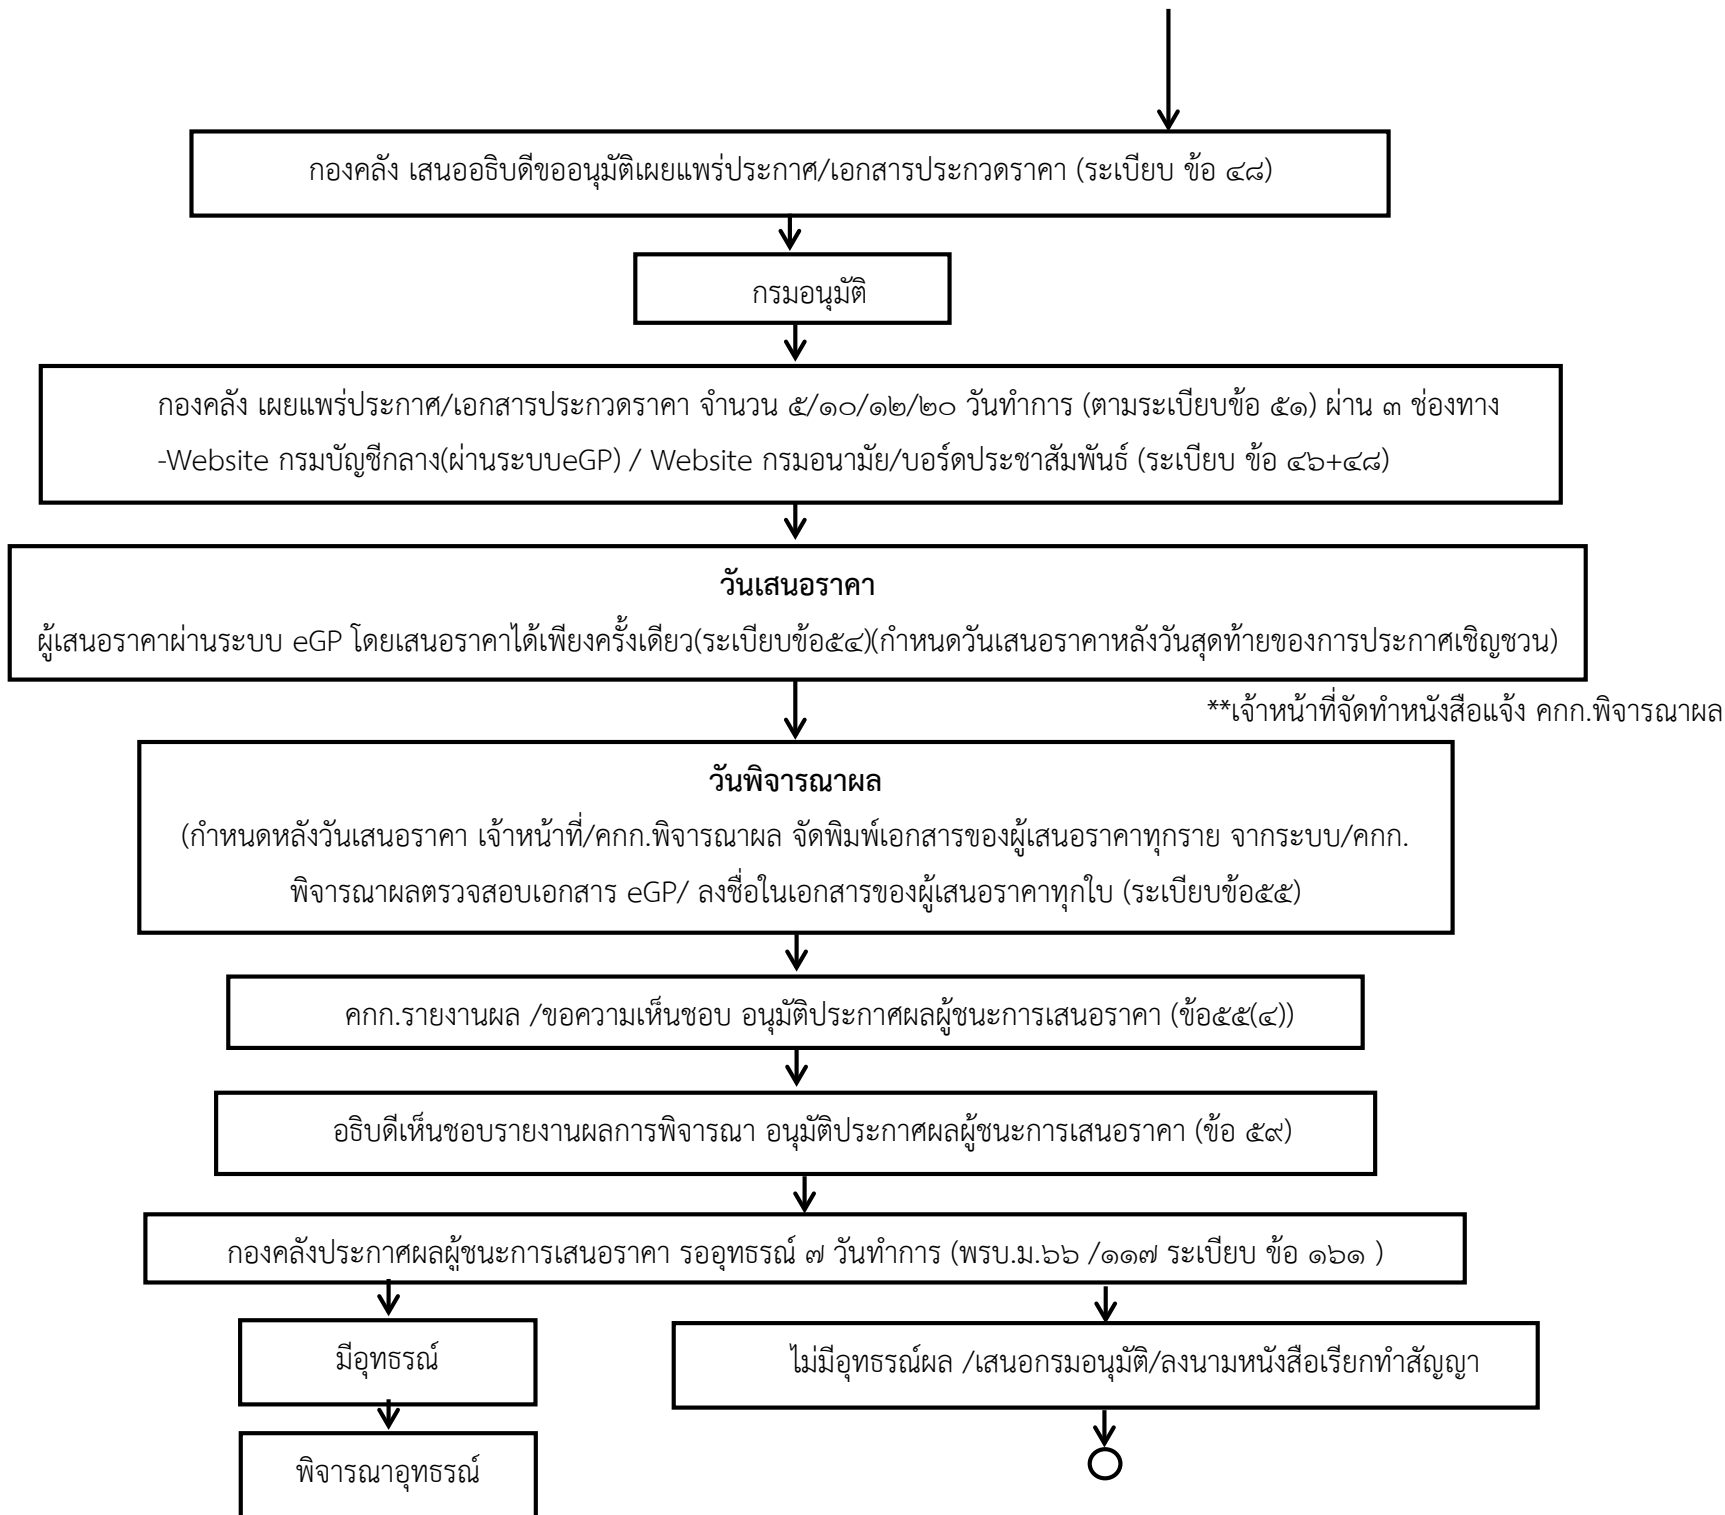 กองคลัง เสนออธิบดีขออนุมัติเผยแพร่ประกาศ/เอกสารประกวดราคา (ระเบียบ ข้อ ๔๘)
กรมอนุมัติ
กองคลัง เผยแพร่ประกาศ/เอกสารประกวดราคา จำนวน ๕/๑๐/๑๒/๒๐ วันทำการ (ตามระเบียบข้อ ๕๑) ผ่าน ๓ ช่องทาง
-Website กรมบัญชีกลาง(ผ่านระบบeGP) / Website กรมอนามัย/บอร์ดประชาสัมพันธ์ (ระเบียบ ข้อ ๔๖+๔๘)
วันเสนอราคา
ผู้เสนอราคาผ่านระบบ eGP โดยเสนอราคาได้เพียงครั้งเดียว(ระเบียบข้อ๕๔)(กำหนดวันเสนอราคาหลังวันสุดท้ายของการประกาศเชิญชวน)
**เจ้าหน้าที่จัดทำหนังสือแจ้ง คกก.พิจารณาผล
วันพิจารณาผล
(กำหนดหลังวันเสนอราคา เจ้าหน้าที่/คกก.พิจารณาผล จัดพิมพ์เอกสารของผู้เสนอราคาทุกราย จากระบบ/คกก.
พิจารณาผลตรวจสอบเอกสาร eGP/ ลงชื่อในเอกสารของผู้เสนอราคาทุกใบ (ระเบียบข้อ๕๕)
คกก.รายงานผล /ขอความเห็นชอบ อนุมัติประกาศผลผู้ชนะการเสนอราคา (ข้อ๕๕(๔))
อธิบดีเห็นชอบรายงานผลการพิจารณา อนุมัติประกาศผลผู้ชนะการเสนอราคา (ข้อ ๕๙)
กองคลังประกาศผลผู้ชนะการเสนอราคา รออุทธรณ์ ๗ วันทำการ (พรบ.ม.๖๖ /๑๑๗ ระเบียบ ข้อ ๑๖๑ )
มีอุทธรณ์
ไม่มีอุทธรณ์ผล /เสนอกรมอนุมัติ/ลงนามหนังสือเรียกทำสัญญา
พิจารณาอุทธรณ์